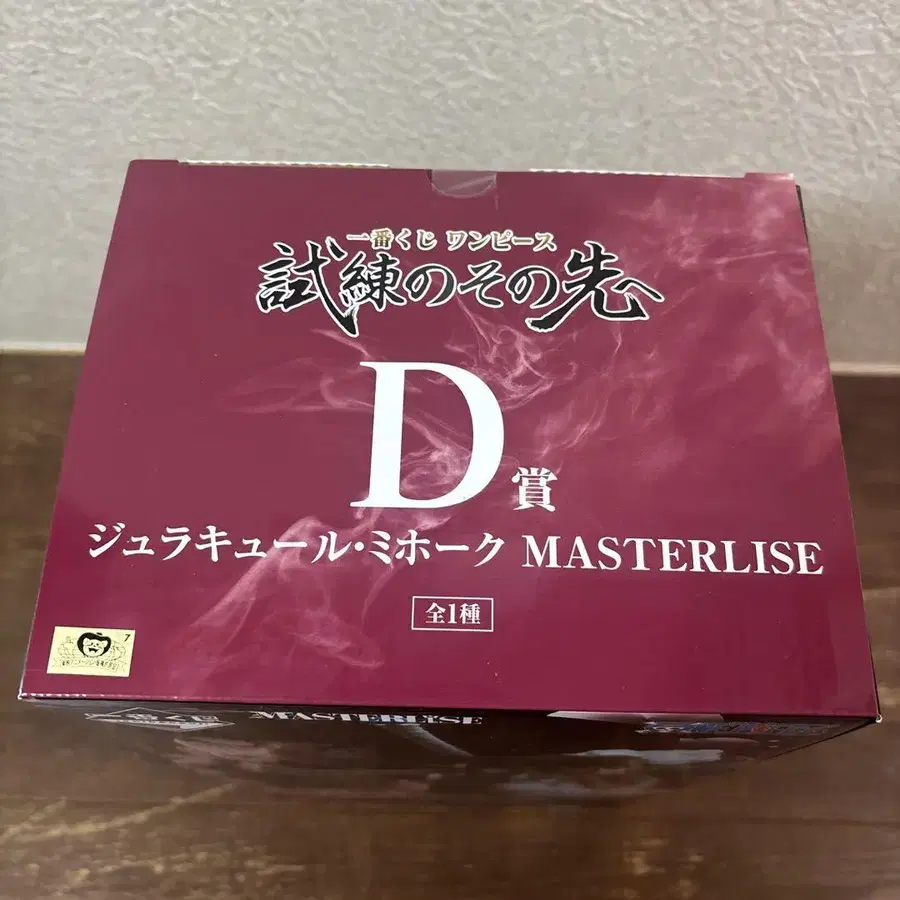 一番くじ ワンピース
試練のその先へ
D賞
ジュラキュール・ミホーク MASTERLISE
全1種
7
MASTERLISE